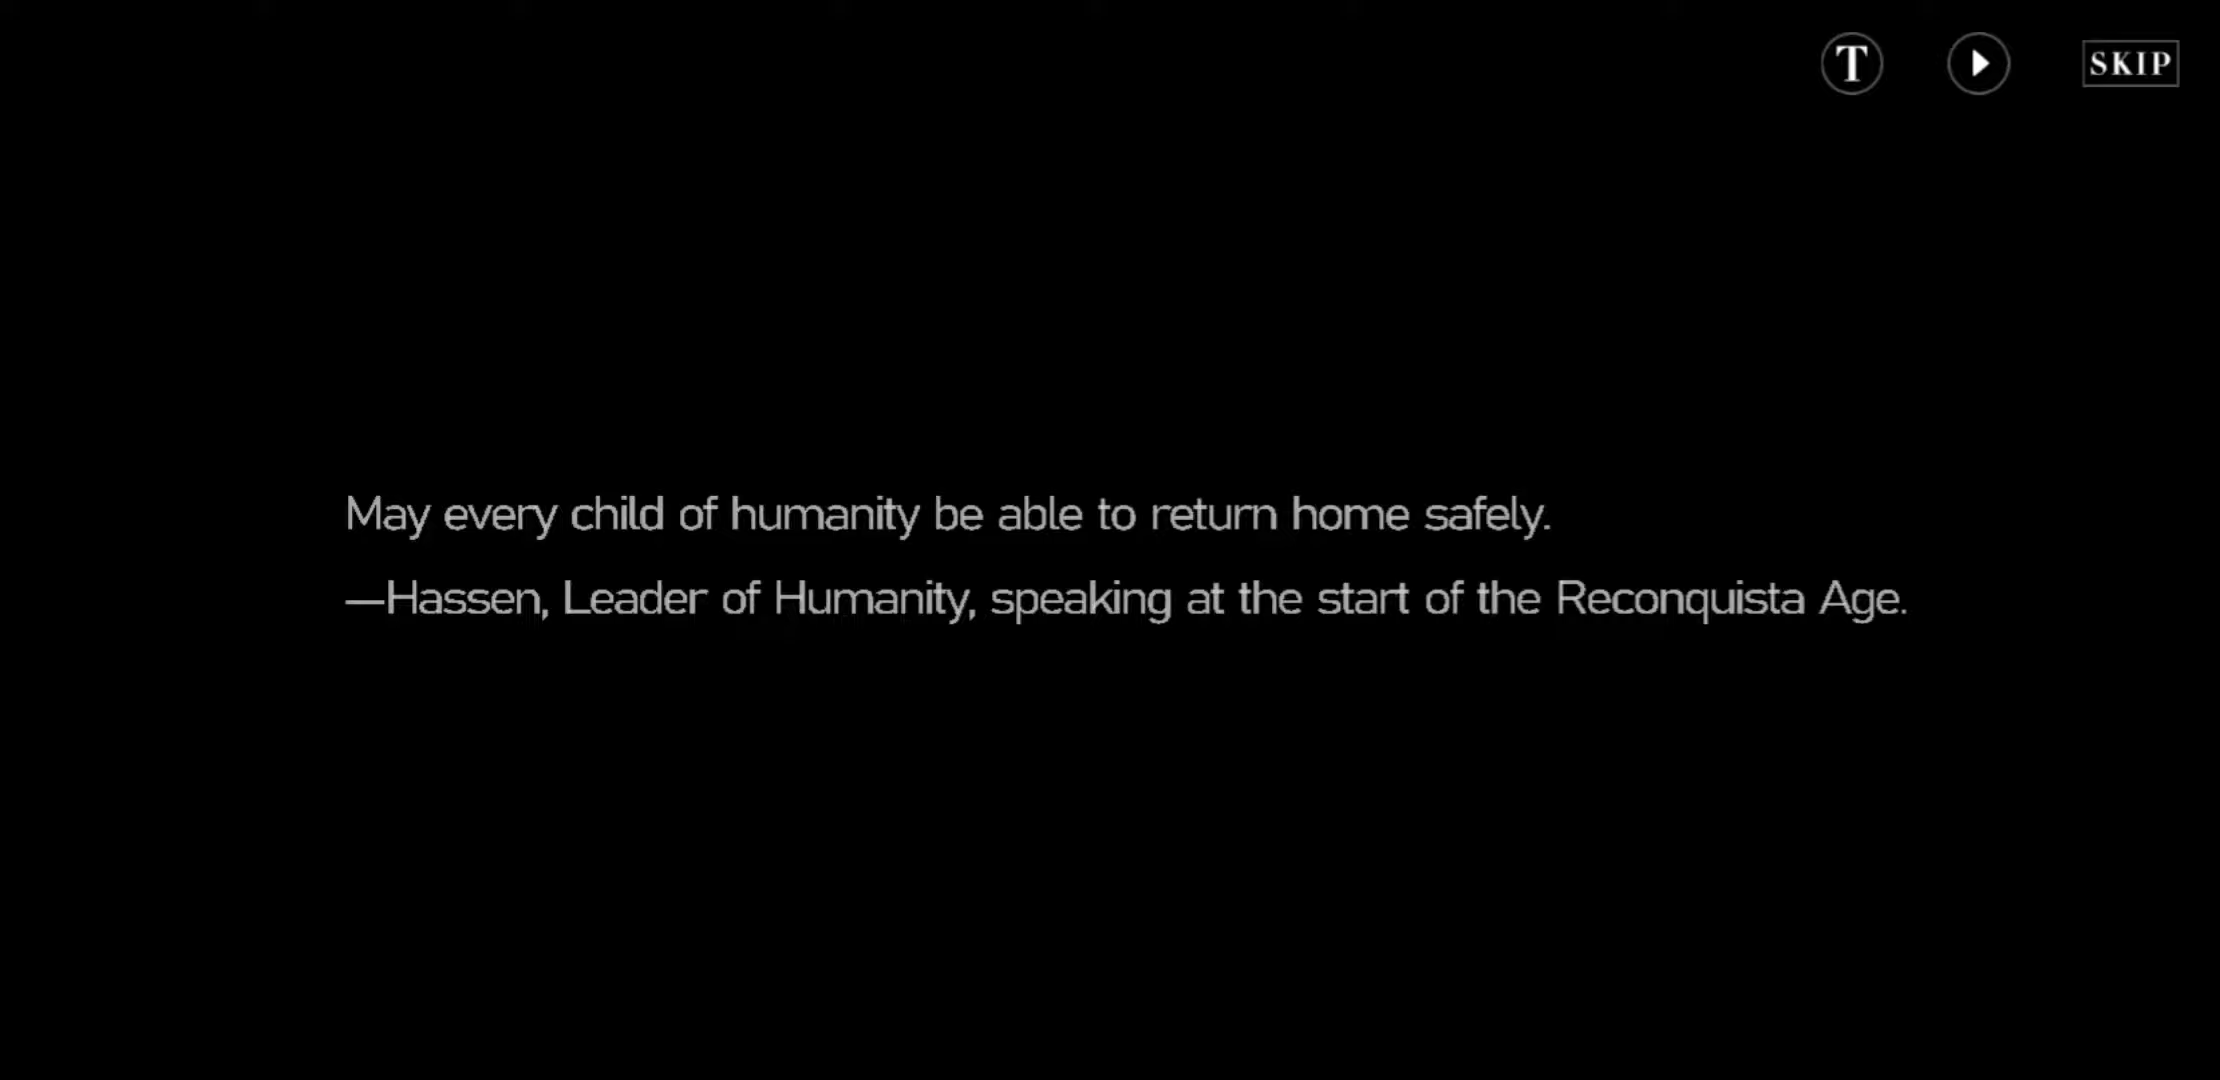 T
SKIP
May every child of humanity be able to return home safely.
—Hassen, Leader of Humanity, speaking at the start of the Reconquista Age.